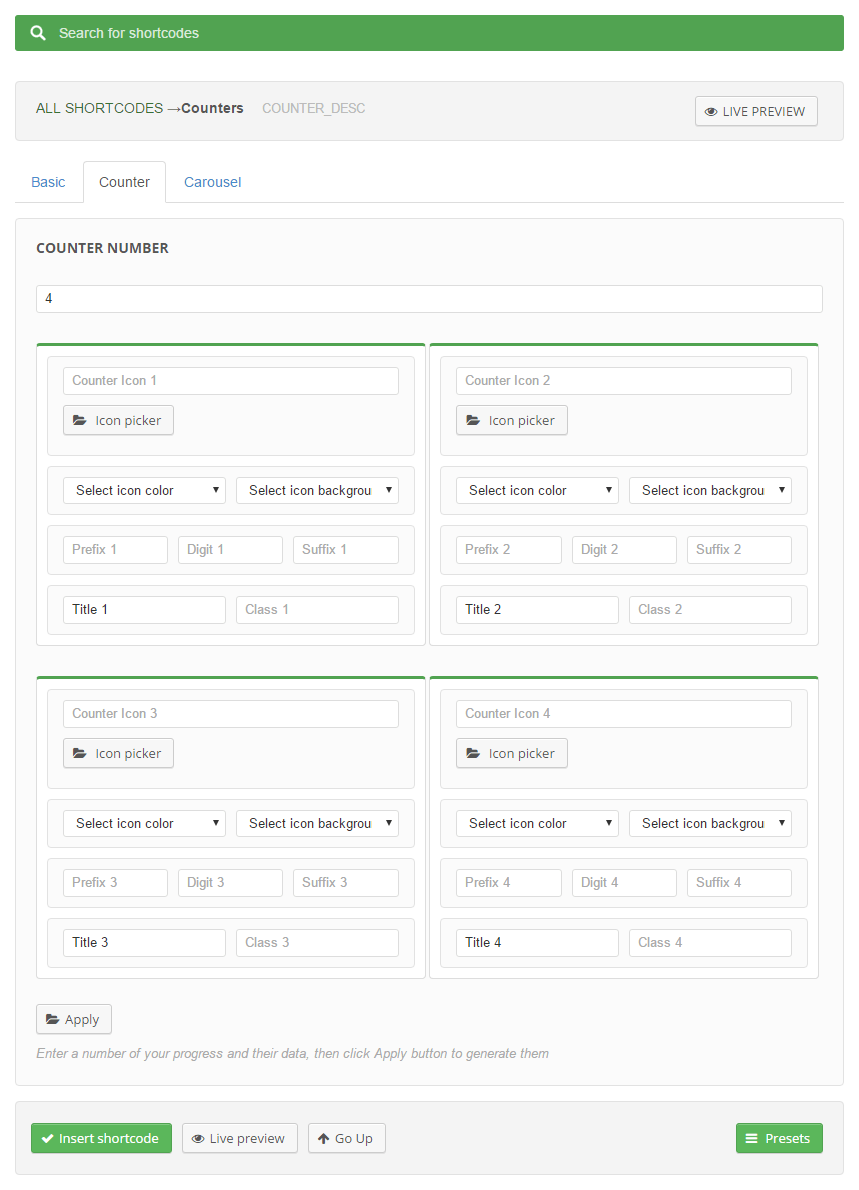 Search for shortcodes
ALL SHORTCODES →Counters COUNTER_DESC LIVE PREVIEW
Basic Counter Carousel
COUNTER NUMBER
4
Counter Icon 1 Counter Icon 2
Icon picker Icon picker
Select icon color Select icon backgrou Select icon color Select icon backgrou
Prefix 1 Digit 1 Suffix 1 Prefix 2 Digit 2 Suffix 2
Title 1 Class 1 Title 2 Class 2
Counter Icon 3 Counter Icon 4
Icon picker Icon picker
Select icon color Select icon backgrou Select icon color Select icon backgrou
Prefix 3 Digit 3 Suffix 3 Prefix 4 Digit 4 Suffix 4
Title 3 Class 3 Title 4 Class 4
Apply
Enter a number of your progress and their data, then click Apply button to generate them
Insert shortcode Live preview Go Up Presets